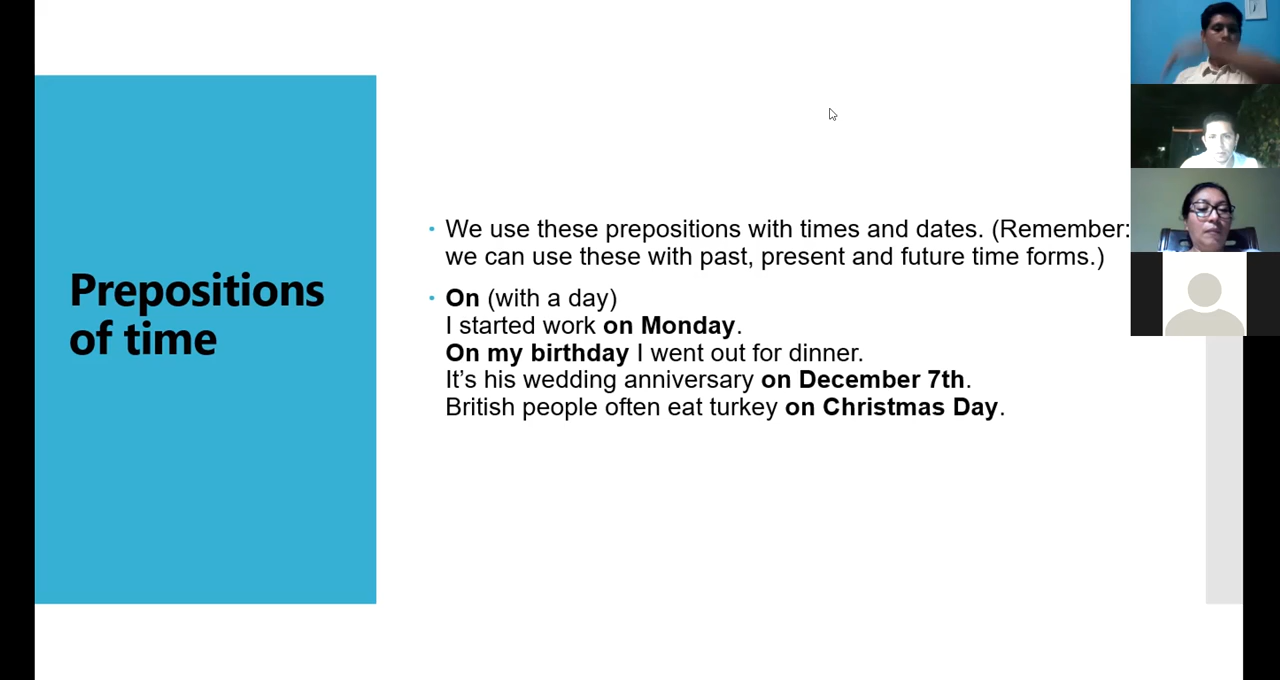 Prepositions
of time
We use these prepositions with times and dates. (Remember:
we can use these with past, present and future time forms.)
On (with a day)
I started work on Monday.
On my birthday I went out for dinner.
It’s his wedding anniversary on December 7th.
British people often eat turkey on Christmas Day.